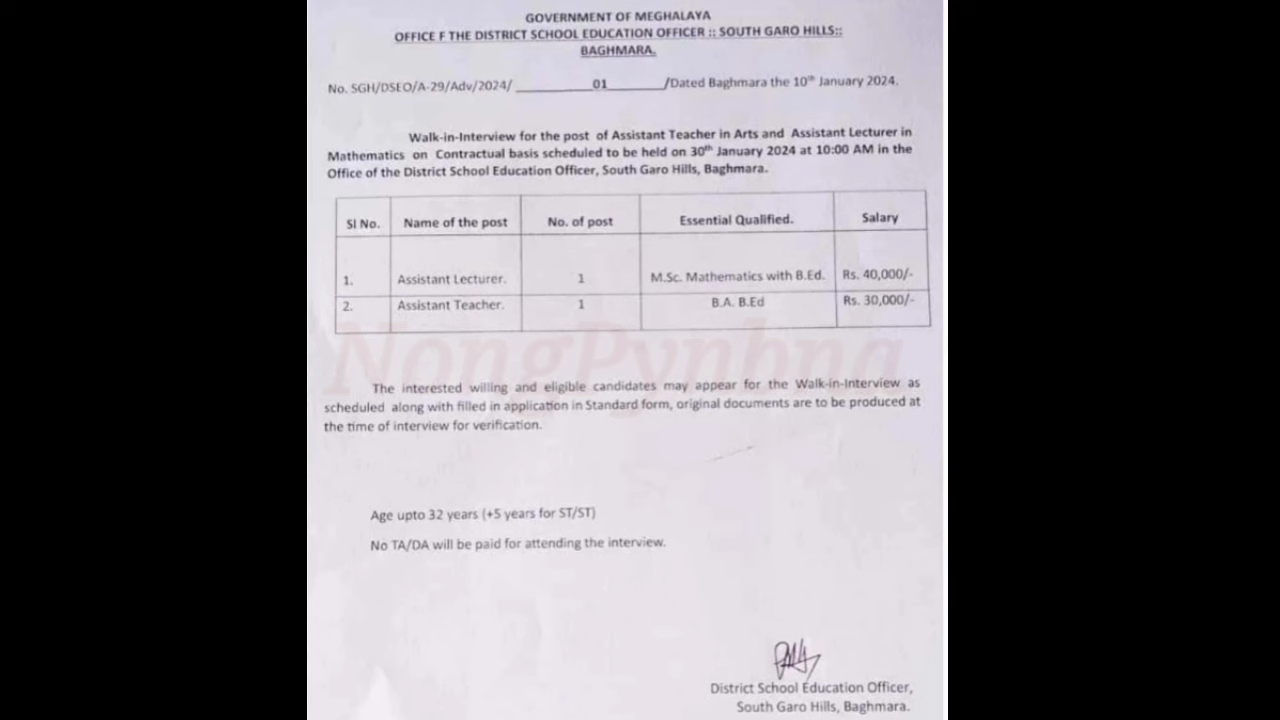 GOVERNMENT OF MEGHALAYA
OFFICE F THE DISTRICT SCHOOL EDUCATION OFFICER :: SOUTH GARO HILLS::
BAGHMARA.
No. SGH/DSEO/A-29/Adv/2024/ ____________01________/Dated Baghmara the 10th January 2024.
Walk-in-Interview for the post of Assistant Teacher in Arts and Assistant Lecturer in
Mathematics on Contractual basis scheduled to be held on 30th January 2024 at 10:00 AM in the
Office of the District School Education Officer, South Garo Hills, Baghmara.
Sl No. Name of the post No. of post Essential Qualified. Salary
1. Assistant Lecturer. 1 M.Sc. Mathematics with B.Ed. Rs. 40,000/-
2. Assistant Teacher. 1 B.A. B.Ed Rs. 30,000/-
NongPynbna
The interested willing and eligible candidates may appear for the Walk-in-Interview as
scheduled along with filled in application in Standard form, original documents are to be produced at
the time of interview for verification.
Age upto 32 years (+5 years for ST/ST)
No TA/DA will be paid for attending the interview.
District School Education Officer,
South Garo Hills, Baghmara.